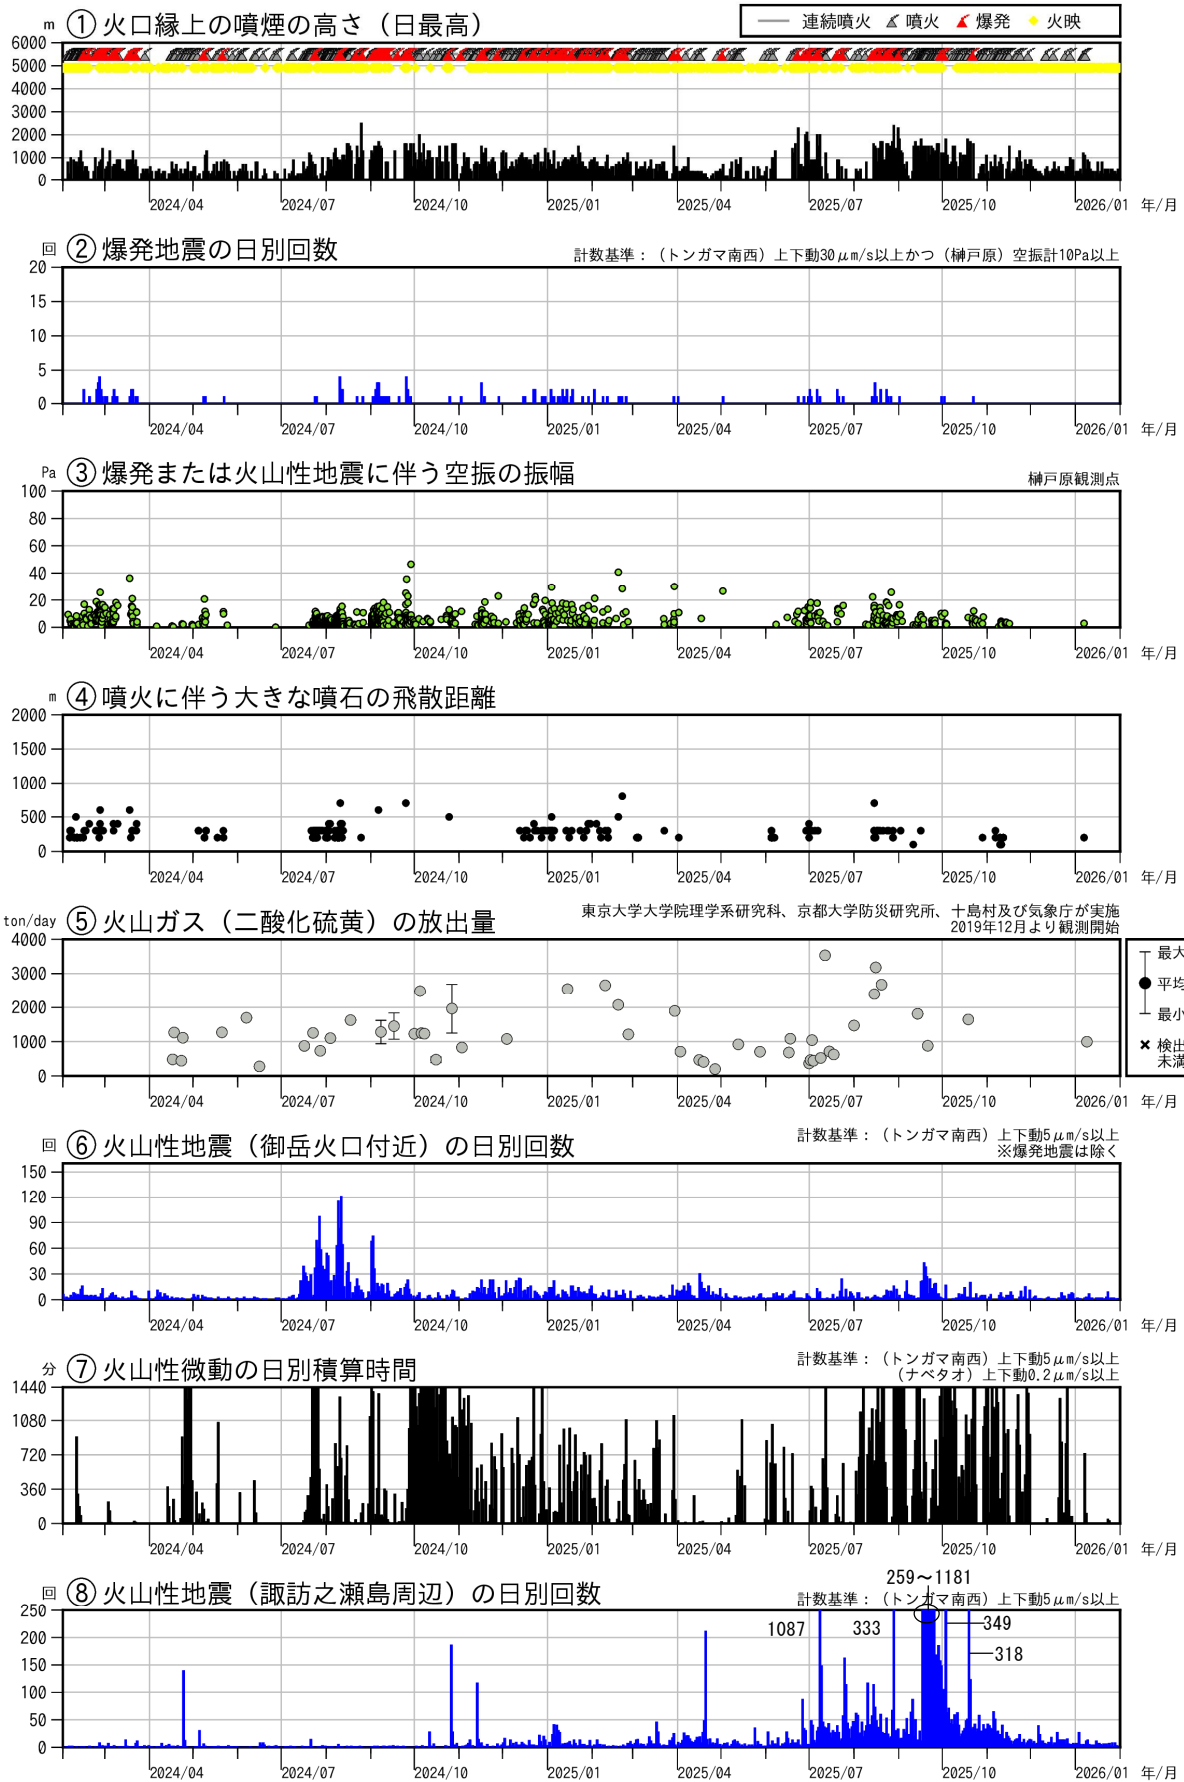 m ① 火口縁上の噴煙の高さ（日最高）
連続噴火 噴火 爆発 火映
6000
5000
4000
3000
2000
1000
0
2024/04 2024/07 2024/10 2025/01 2025/04 2025/07 2025/10 2026/01 年/月
回 ② 爆発地震の日別回数
計数基準：（トンガマ南西）上下動30μm/s以上かつ（榊戸原）空振計10Pa以上
20
15
10
5
0
2024/04 2024/07 2024/10 2025/01 2025/04 2025/07 2025/10 2026/01 年/月
Pa ③ 爆発または火山性地震に伴う空振の振幅
榊戸原観測点
100
80
60
40
20
0
2024/04 2024/07 2024/10 2025/01 2025/04 2025/07 2025/10 2026/01 年/月
m ④ 噴火に伴う大きな噴石の飛散距離
2000
1500
1000
500
0
2024/04 2024/07 2024/10 2025/01 2025/04 2025/07 2025/10 2026/01 年/月
ton/day ⑤ 火山ガス（二酸化硫黄）の放出量
東京大学大学院理学系研究科、京都大学防災研究所、十島村及び気象庁が実施
2019年12月より観測開始
4000
3000
2000
1000
0
最大
平均
最小
検出
未満
2024/04 2024/07 2024/10 2025/01 2025/04 2025/07 2025/10 2026/01 年/月
回 ⑥ 火山性地震（御岳火口付近）の日別回数
計数基準：（トンガマ南西）上下動5μm/s以上
※爆発地震は除く
150
120
90
60
30
0
2024/04 2024/07 2024/10 2025/01 2025/04 2025/07 2025/10 2026/01 年/月
分 ⑦ 火山性微動の日別積算時間
計数基準：（トンガマ南西）上下動5μm/s以上
（ナベタオ）上下動0.2μm/s以上
1440
1080
720
360
0
2024/04 2024/07 2024/10 2025/01 2025/04 2025/07 2025/10 2026/01 年/月
259～1181
回 ⑧ 火山性地震（諏訪之瀬島周辺）の日別回数
計数基準：（トンガマ南西）上下動5μm/s以上
1087 333 349
318
250
200
150
100
50
0
2024/04 2024/07 2024/10 2025/01 2025/04 2025/07 2025/10 2026/01 年/月